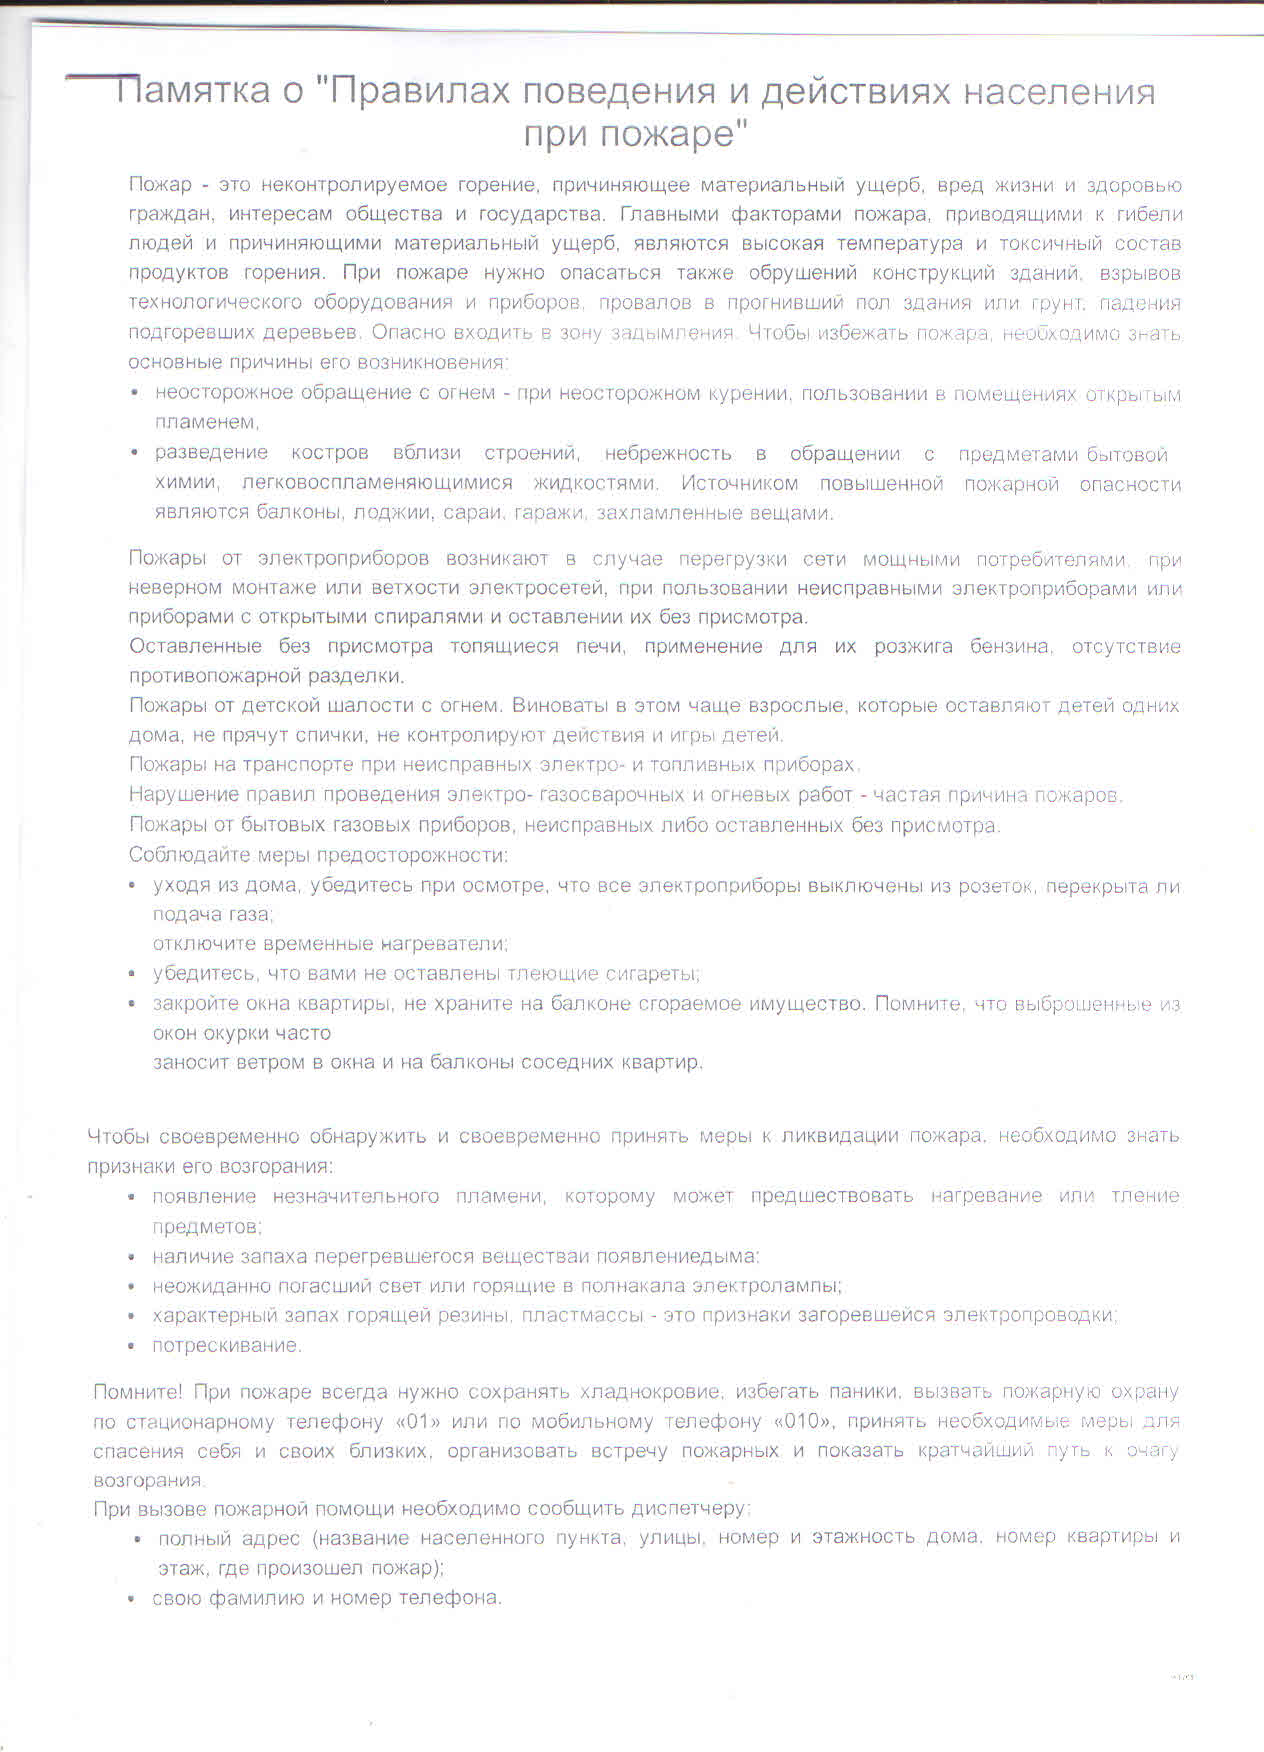 Памятка о "Правилах поведения и действиях населения
при пожаре"
Пожар - это неконтролируемое горение, причиняющее материальный ущерб, вред жизни и здоровью
граждан, интересам общества и государства. Главными факторами пожара, приводящими к гибели
людей и причиняющими материальный ущерб, являются высокая температура и токсичный состав
продуктов горения. При пожаре нужно опасаться также обрушений конструкций зданий, взрывов
технологического оборудования и приборов, провалов в прогнивший пол здания или грунт, падения
подгоревших деревьев. Опасно входить в зону задымления. Чтобы избежать пожара, необходимо знать
основные причины его возникновения:
• неосторожное обращение с огнем - при неосторожном курении, пользовании в помещениях открытым
пламенем,
• разведение костров вблизи строений, небрежность в обращении с предметами бытовой
химии, легковоспламеняющимися жидкостями. Источником повышенной пожарной опасности
являются балконы, лоджии, сараи, гаражи, захламленные вещами.
Пожары от электроприборов возникают в случае перегрузки сети мощными потребителями, при
неверном монтаже или ветхости электросетей, при пользовании неисправными электроприборами или
приборами с открытыми спиралями и оставлении их без присмотра.
Оставленные без присмотра топящиеся печи, применение для их розжига бензина, отсутствие
противопожарной разделки.
Пожары от детской шалости с огнем. Виноваты в этом чаще взрослые, которые оставляют детей одних
дома, не прячут спички, не контролируют действия и игры детей.
Пожары на транспорте при неисправных электро- и топливных приборах.
Нарушение правил проведения электро- газосварочных и огневых работ - частая причина пожаров.
Пожары от бытовых газовых приборов, неисправных либо оставленных без присмотра.
Соблюдайте меры предосторожности:
• уходя из дома, убедитесь при осмотре, что все электроприборы выключены из розеток, перекрыта ли
подача газа;
отключите временные нагреватели;
• убедитесь, что вами не оставлены тлеющие сигареты;
• закройте окна квартиры, не храните на балконе сгораемое имущество. Помните, что выброшенные из
окон окурки часто
заносит ветром в окна и на балконы соседних квартир.
Чтобы своевременно обнаружить и своевременно принять меры к ликвидации пожара, необходимо знать
признаки его возгорания:
• появление незначительного пламени, которому может предшествовать нагревание или тление
предметов;
• наличие запаха перегревшегося веществаи появлениедыма;
• неожиданно погасший свет или горящие в полнакала электролампы;
• характерный запах горящей резины, пластмассы - это признаки загоревшейся электропроводки;
• потрескивание.
Помните! При пожаре всегда нужно сохранять хладнокровие, избегать паники, вызвать пожарную охрану
по стационарному телефону «01» или по мобильному телефону «010», принять необходимые меры для
спасения себя и своих близких, организовать встречу пожарных и показать кратчайший путь к очагу
возгорания.
При вызове пожарной помощи необходимо сообщить диспетчеру:
• полный адрес (название населенного пункта, улицы, номер и этажность дома, номер квартиры и
этаж, где произошел пожар);
• свою фамилию и номер телефона.